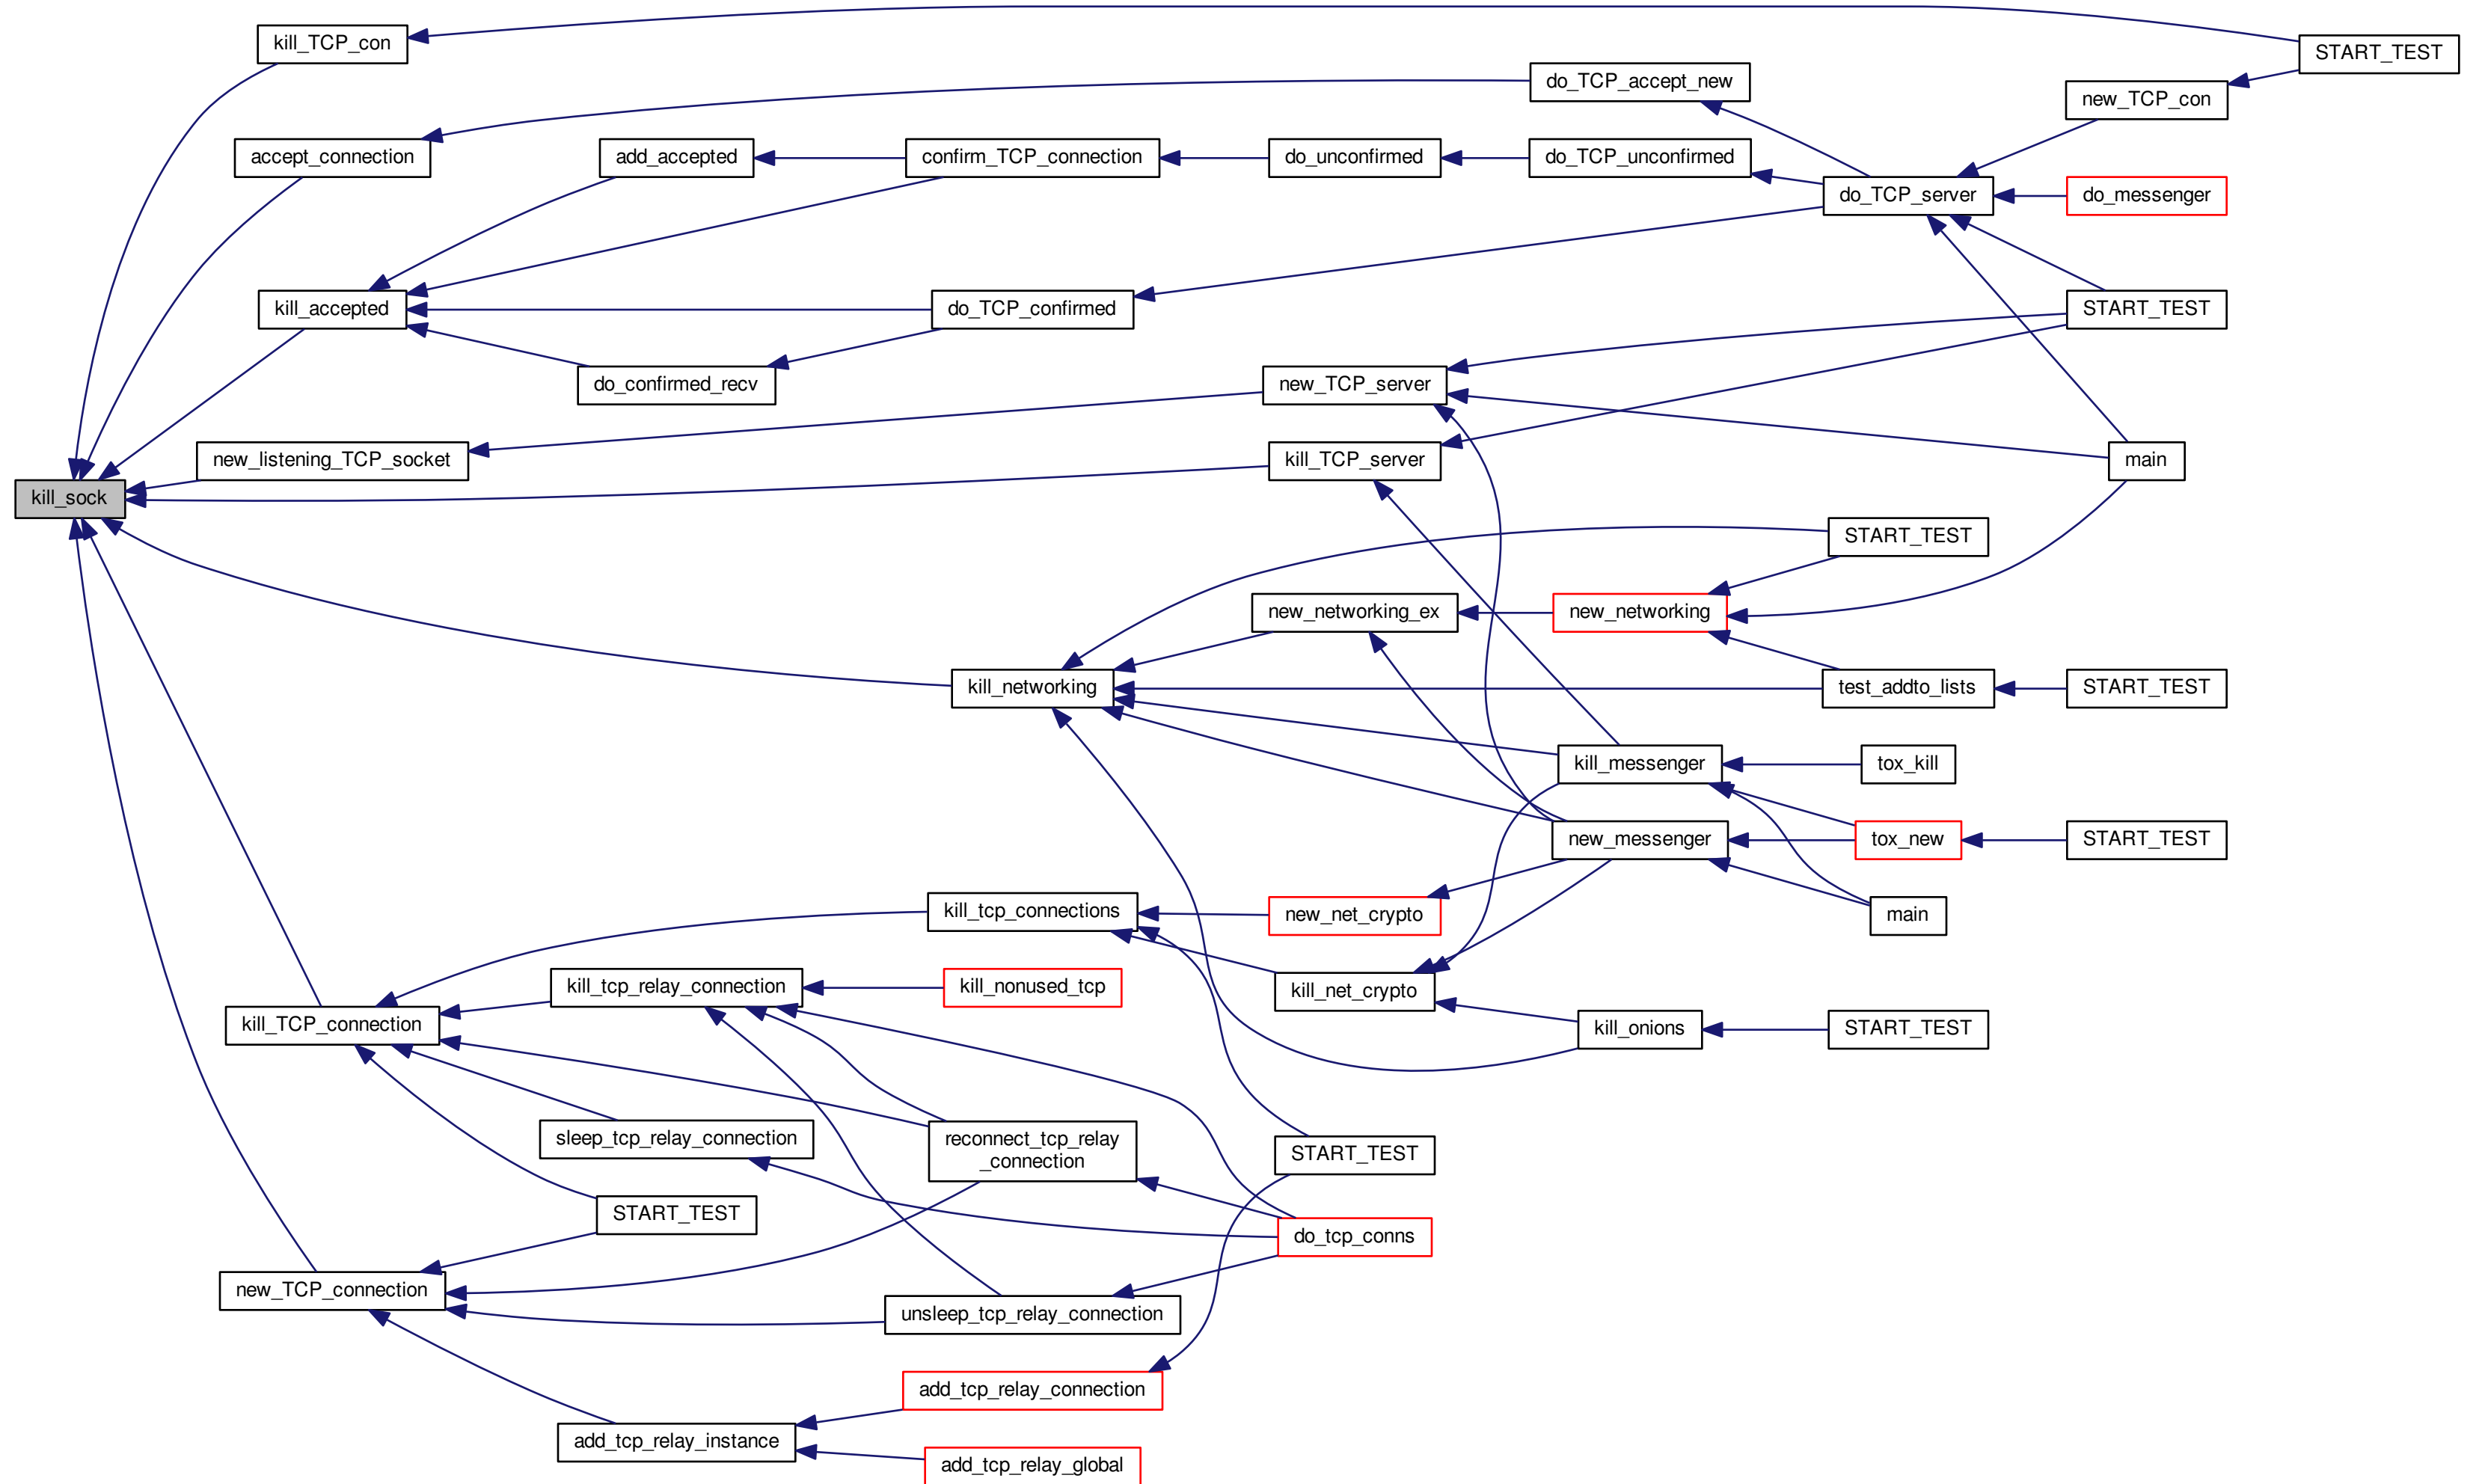 kill_TCP_con
START_TEST
do_TCP_accept_new
new_TCP_con
accept_connection
add_accepted
confirm_TCP_connection
do_unconfirmed
do_TCP_unconfirmed
do_TCP_server
do_messenger
kill_accepted
do_TCP_confirmed
START_TEST
do_confirmed_recv
new_TCP_server
new_listening_TCP_socket
kill_TCP_server
main
kill_sock
START_TEST
new_networking_ex
new_networking
kill_networking
test_addto_lists
START_TEST
kill_messenger
tox_kill
new_messenger
tox_new
START_TEST
kill_tcp_connections
new_net_crypto
main
kill_tcp_relay_connection
kill_nonused_tcp
kill_net_crypto
kill_TCP_connection
kill_onions
START_TEST
sleep_tcp_relay_connection
reconnect_tcp_relay
_connection
START_TEST
START_TEST
do_tcp_conns
new_TCP_connection
unsleep_tcp_relay_connection
add_tcp_relay_connection
add_tcp_relay_instance
add_tcp_relay_global